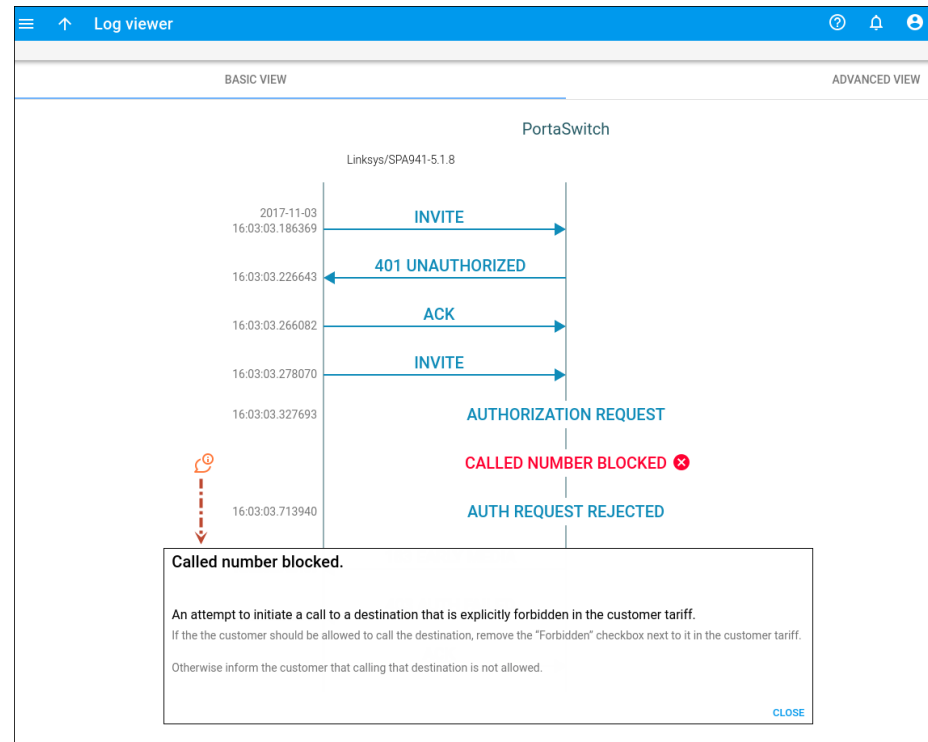 Log viewer
BASIC VIEW
ADVANCED VIEW
PortaSwitch
Linksys/SPA941-5.1.8
2017-11-03
16:03:03.186369
INVITE
401 UNAUTHORIZED
16:03:03.226643
ACK
16:03:03.266082
INVITE
16:03:03.278070
16:03:03.327693
AUTHORIZATION REQUEST
CALLED NUMBER BLOCKED
16:03:03.713940
AUTH REQUEST REJECTED
Called number blocked.
An attempt to initiate a call to a destination that is explicitly forbidden in the customer tariff.
If the the customer should be allowed to call the destination, remove the "Forbidden" checkbox next to it in the customer tariff.
Otherwise inform the customer that calling that destination is not allowed.
CLOSE